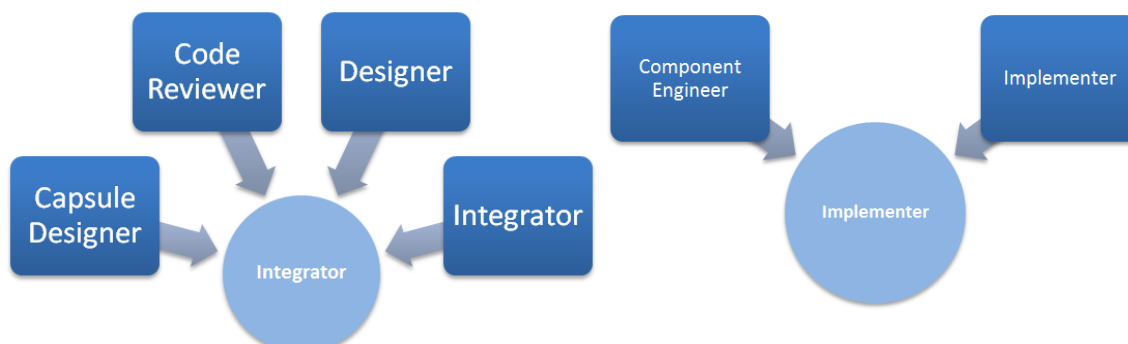 Code
Reviewer
Designer
Capsule
Designer
Integrator
Integrator
Component
Engineer
Implementer
Implementer